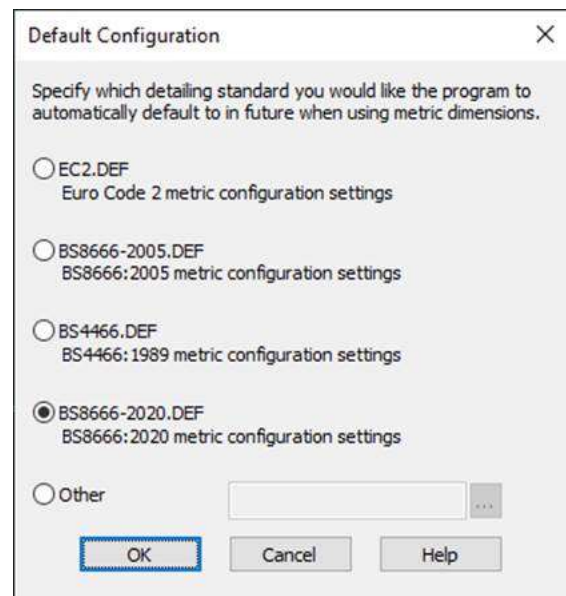 Default Configuration
Specify which detailing standard you would like the program to
automatically default to in future when using metric dimensions.
EC2.DEF
Euro Code 2 metric configuration settings
BS8666-2005.DEF
BS8666:2005 metric configuration settings
BS4466.DEF
BS4466:1989 metric configuration settings
BS8666-2020.DEF
BS8666:2020 metric configuration settings
Other ...
OK Cancel Help